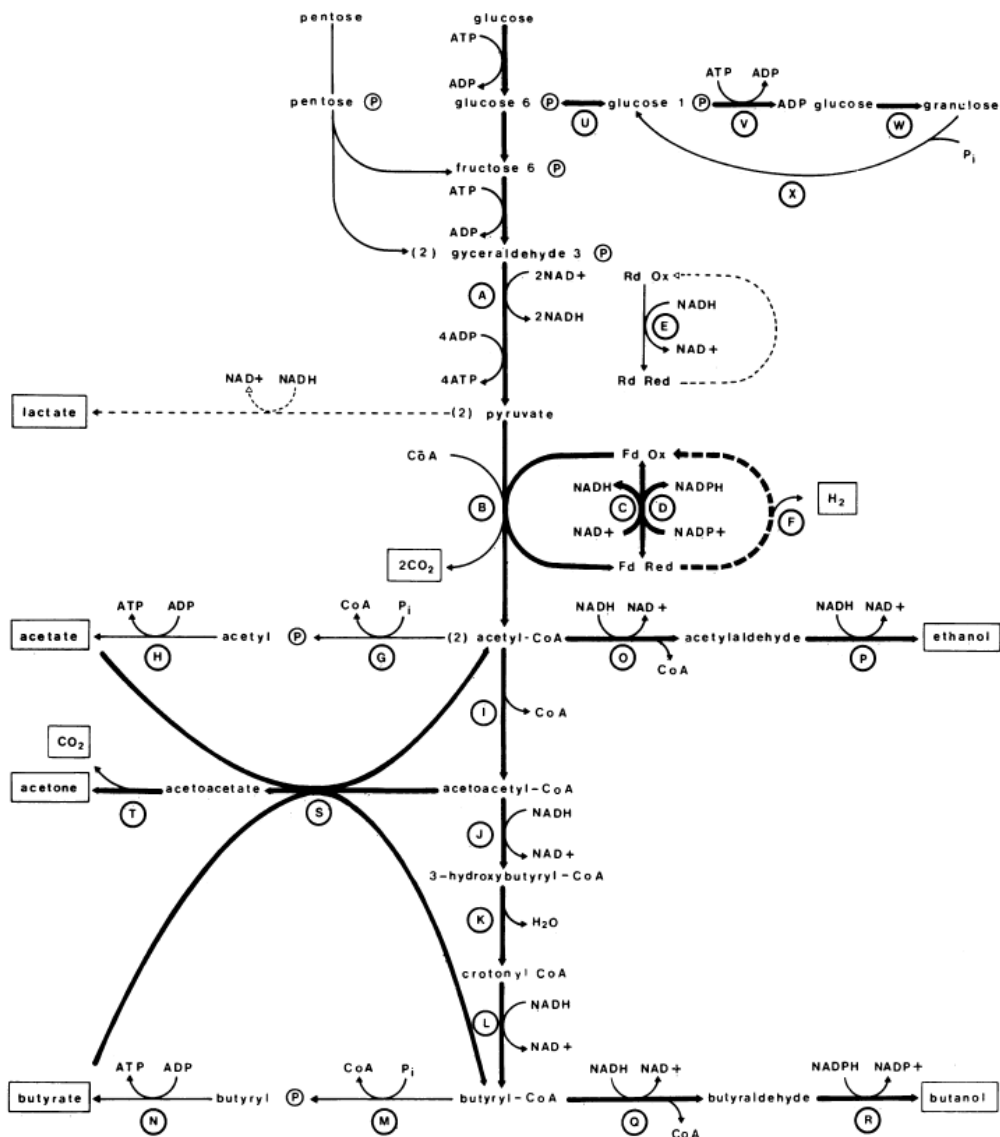 pentose glucose
ATP
ADP
ATP ADP
pentose P glucose 6 P glucose 1 P ADP glucose granulose
U V W
Pi
fructose 6 P
X
ATP
ADP
(2) gyceraldehyde 3 P
A 2NAD+ Rd Ox
2NADH NADH
E
4ADP NAD+
4ATP Rd Red
NAD+ NADH
lactate (2) pyruvate
CoA Fd Ox
NADH NADPH H2
B C D F
NAD+ NADP+
2CO2 Fd Red
ATP ADP CoA Pi NADH NAD+ NADH NAD+
acetate acetyl P (2) acetyl-CoA acetylaldehyde ethanol
H G O CoA P
I CoA
CO2
acetone acetoacetate acetoacetyl-CoA
T S NADH
J
NAD+
3-hydroxybutyryl-CoA
K H2O
crotonyl CoA
NADH
L
NAD+
ATP ADP CoA Pi NADH NAD+ NADPH NADP+
butyrate butyryl P butyryl-CoA butyraldehyde butanol
N M Q CoA R